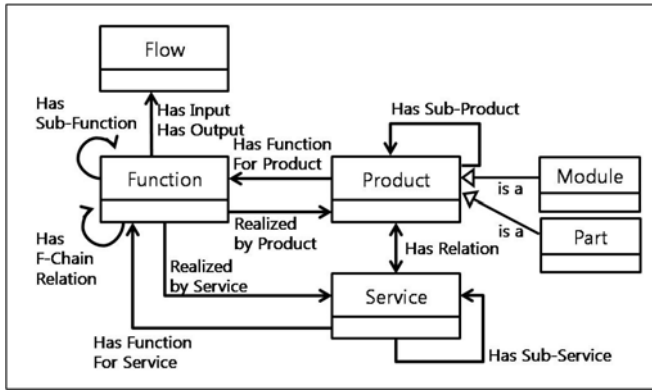 Flow
Has
Sub-Function
Has Input
Has Output
Has Sub-Product
Has Function
For Product
Function
Product
Module
is a
Part
is a
Has
F-Chain
Relation
Realized
by Product
Has Relation
Realized
by Service
Service
Has Function
For Service
Has Sub-Service